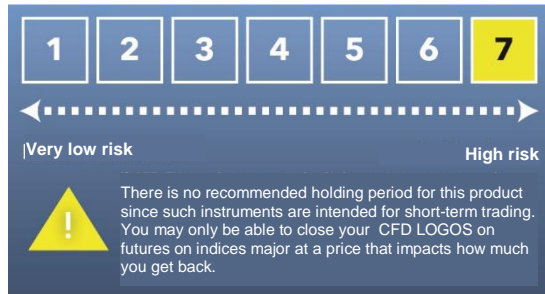 1 2 3 4 5 6 7
Very low risk High risk
!
There is no recommended holding period for this product
since such instruments are intended for short-term trading.
You may only be able to close your CFD LOGOS on
futures on indices major at a price that impacts how much
you get back.